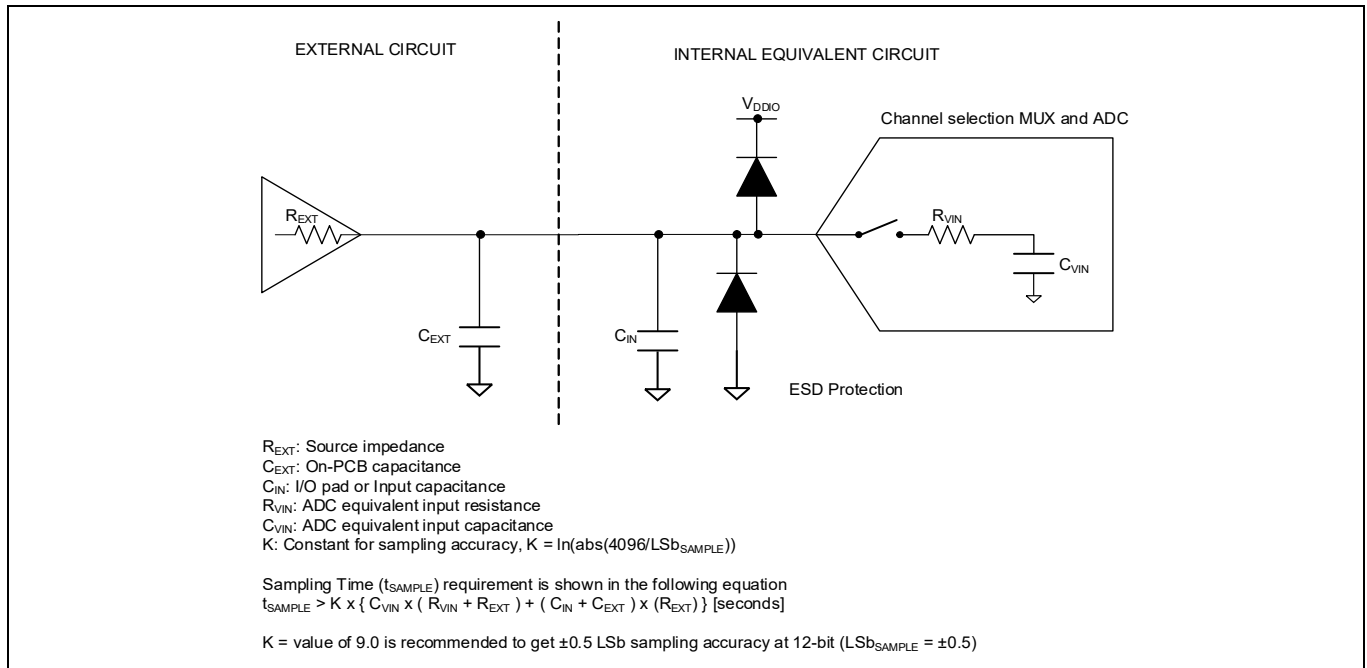 EXTERNAL CIRCUIT
INTERNAL EQUIVALENT CIRCUIT
VDDIO
Channel selection MUX and ADC
REXT
RVIN
CVIN
CEXT
CIN
ESD Protection
REXT: Source impedance
CEXT: On-PCB capacitance
CIN: I/O pad or Input capacitance
RVIN: ADC equivalent input resistance
CVIN: ADC equivalent input capacitance
K: Constant for sampling accuracy, K = ln(abs(4096/LSbSAMPLE))
Sampling Time (tSAMPLE) requirement is shown in the following equation
tSAMPLE > K x { CVIN x ( RVIN + REXT ) + ( CIN + CEXT ) x (REXT) } [seconds]
K = value of 9.0 is recommended to get ±0.5 LSb sampling accuracy at 12-bit (LSbSAMPLE = ±0.5)